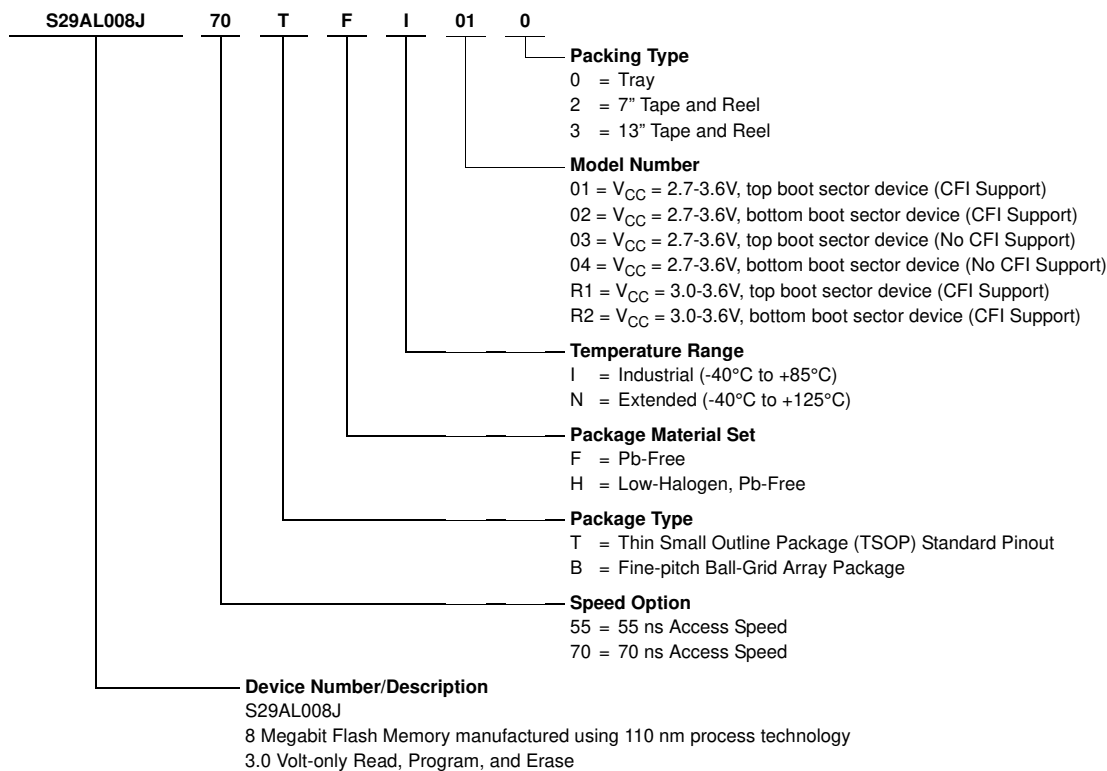 S29AL008J 70 T F I 01 0
Packing Type
0 = Tray
2 = 7” Tape and Reel
3 = 13” Tape and Reel
Model Number
01 = VCC = 2.7-3.6V, top boot sector device (CFI Support)
02 = VCC = 2.7-3.6V, bottom boot sector device (CFI Support)
03 = VCC = 2.7-3.6V, top boot sector device (No CFI Support)
04 = VCC = 2.7-3.6V, bottom boot sector device (No CFI Support)
R1 = VCC = 3.0-3.6V, top boot sector device (CFI Support)
R2 = VCC = 3.0-3.6V, bottom boot sector device (CFI Support)
Temperature Range
I = Industrial (-40°C to +85°C)
N = Extended (-40°C to +125°C)
Package Material Set
F = Pb-Free
H = Low-Halogen, Pb-Free
Package Type
T = Thin Small Outline Package (TSOP) Standard Pinout
B = Fine-pitch Ball-Grid Array Package
Speed Option
55 = 55 ns Access Speed
70 = 70 ns Access Speed
Device Number/Description
S29AL008J
8 Megabit Flash Memory manufactured using 110 nm process technology
3.0 Volt-only Read, Program, and Erase